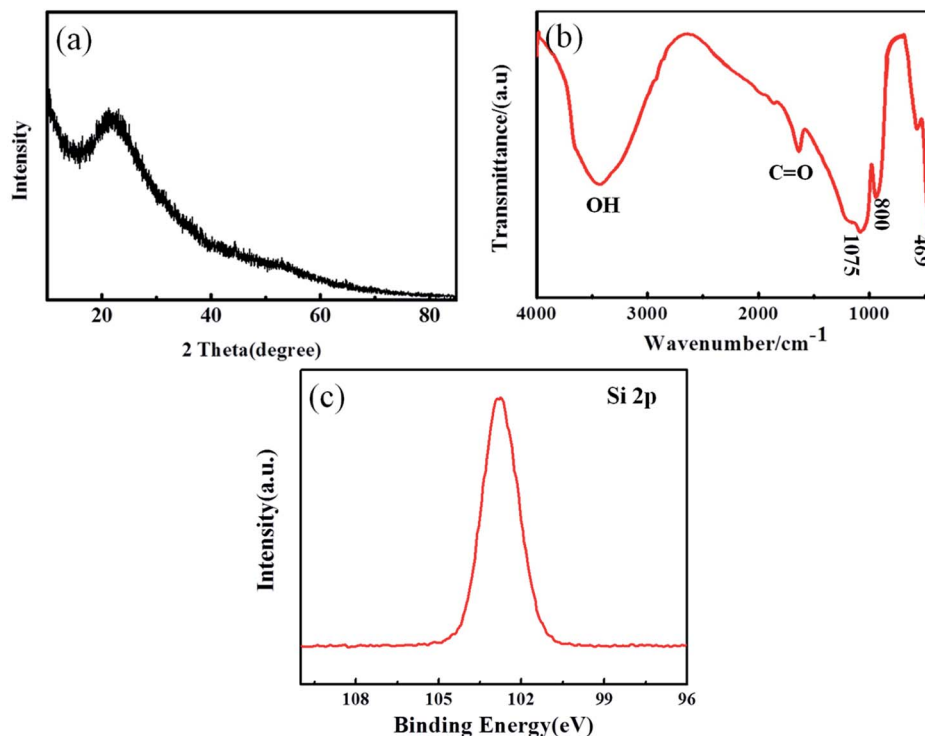 (a)
Intensity
20
40
60
80
2 Theta(degree)
(b)
Transmittance/(a.u
OH
C=O
1075
800
469
4000
3000
2000
1000
Wavenumber/cm-1
(c)
Si 2p
Intensity(a.u.)
108
105
102
99
96
Binding Energy(eV)